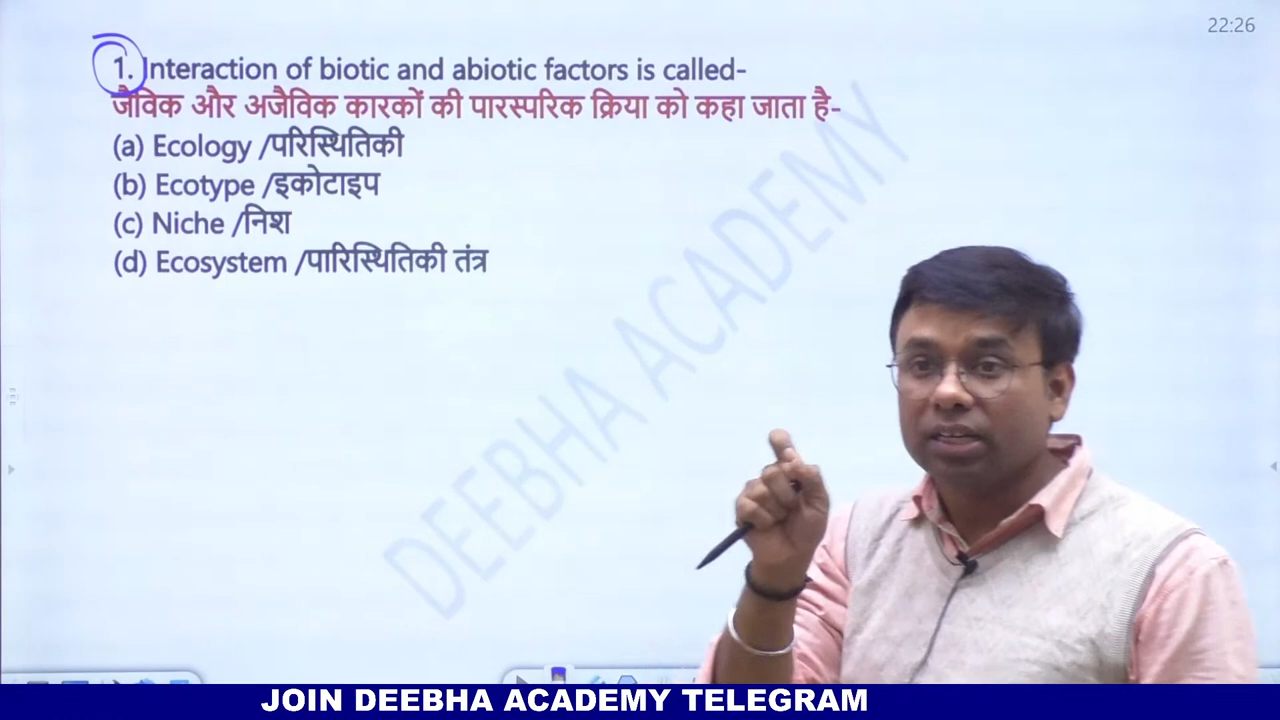 22:26
1. Interaction of biotic and abiotic factors is called-
जैविक और अजैविक कारकों की पारस्परिक क्रिया को कहा जाता है-
(a) Ecology /परिस्थितिकी
(b) Ecotype /इकोटाइप
(c) Niche /निश
(d) Ecosystem /पारिस्थितिकी तंत्र
DEEBHA ACADEMY
JOIN DEEBHA ACADEMY TELEGRAM